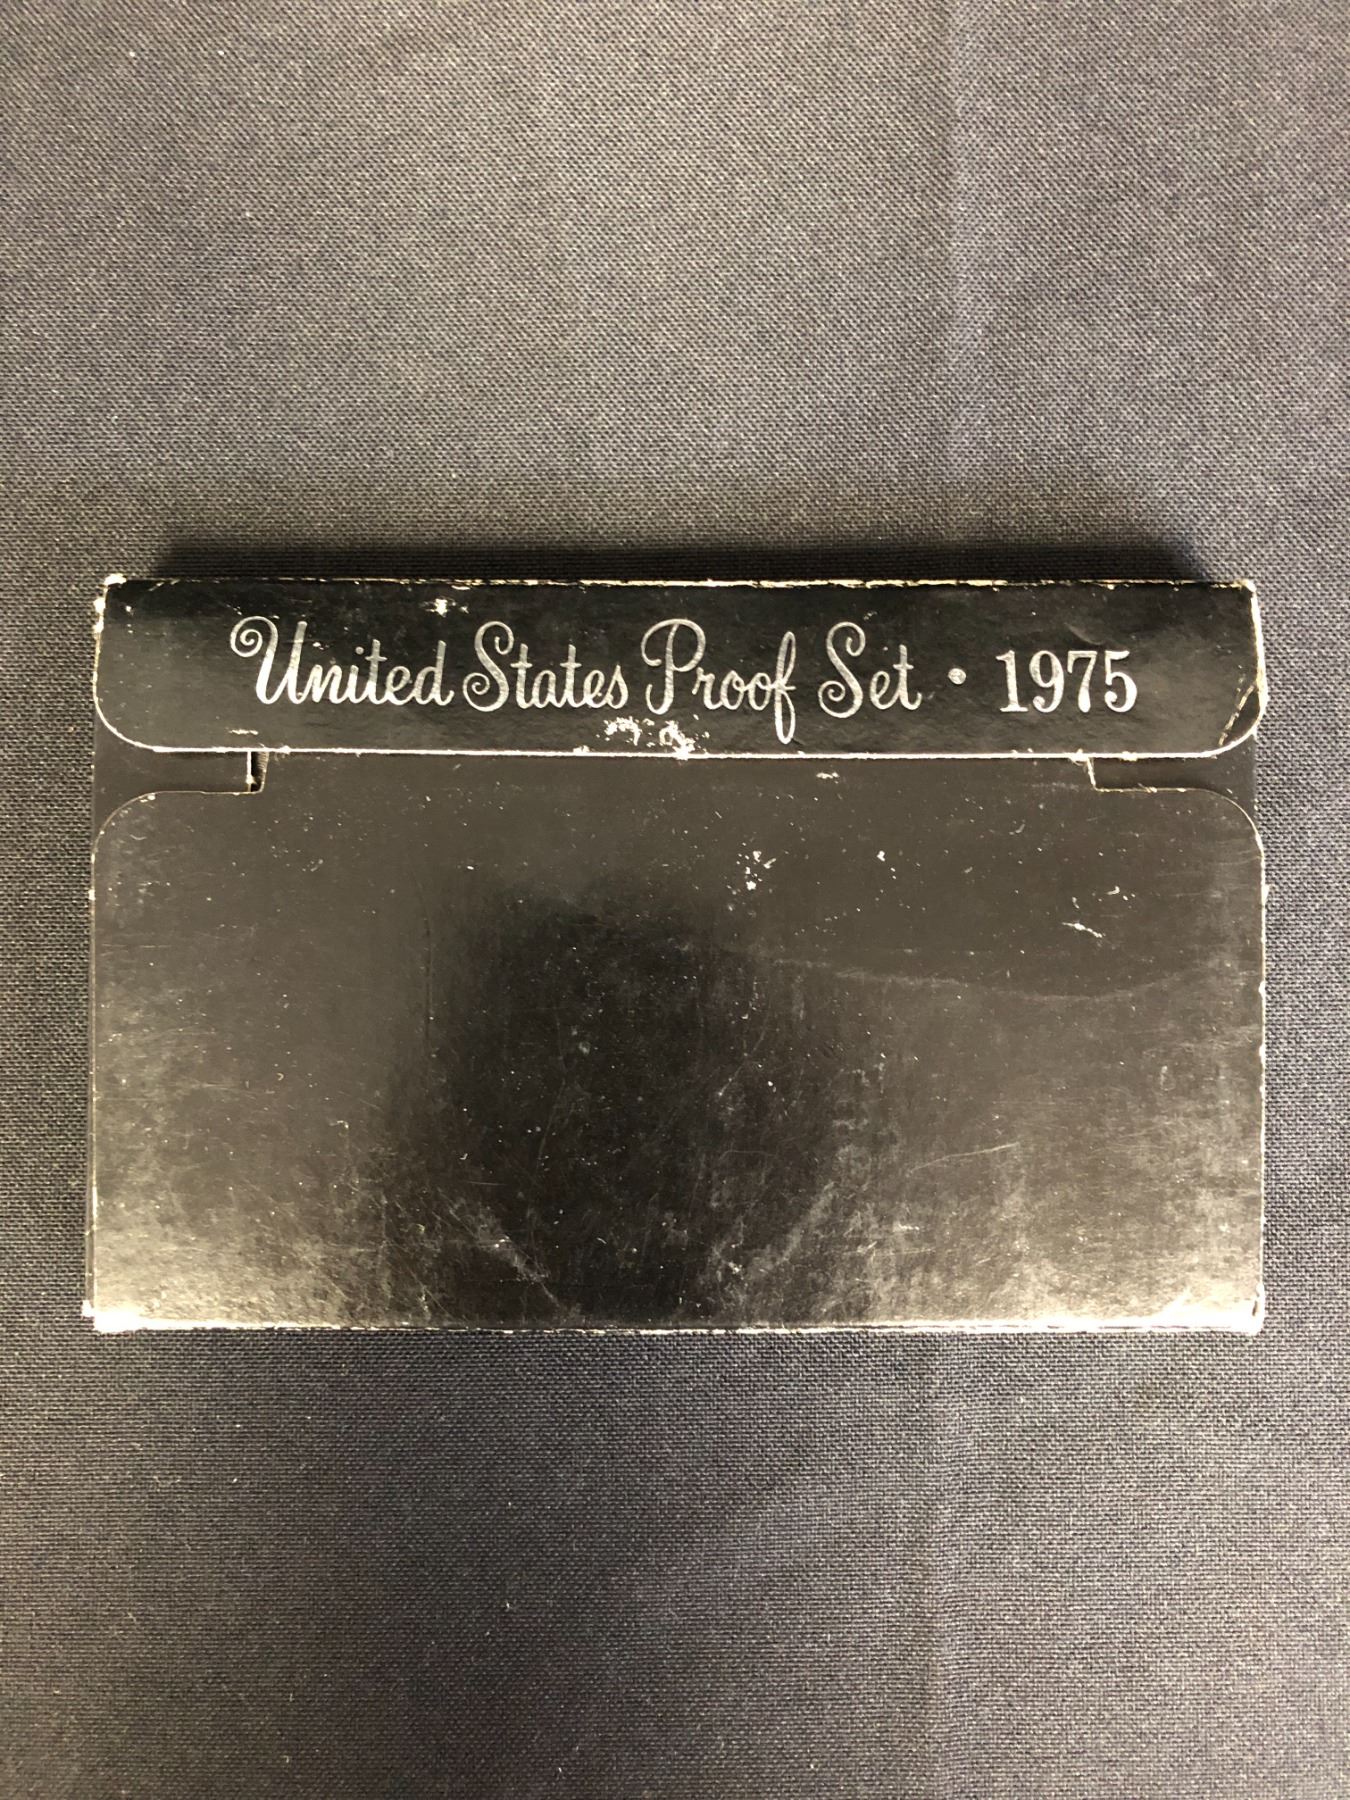 United States Proof Set • 1975